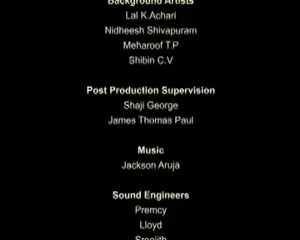 Background Artists
Lal K.Achari
Nidheesh Shivapuram
Meharoof T.P
Shibin C.V
Post Production Supervision
Shaji George
James Thomas Paul
Music
Jackson Aruja
Sound Engineers
Premcy
Lloyd
Sreejith